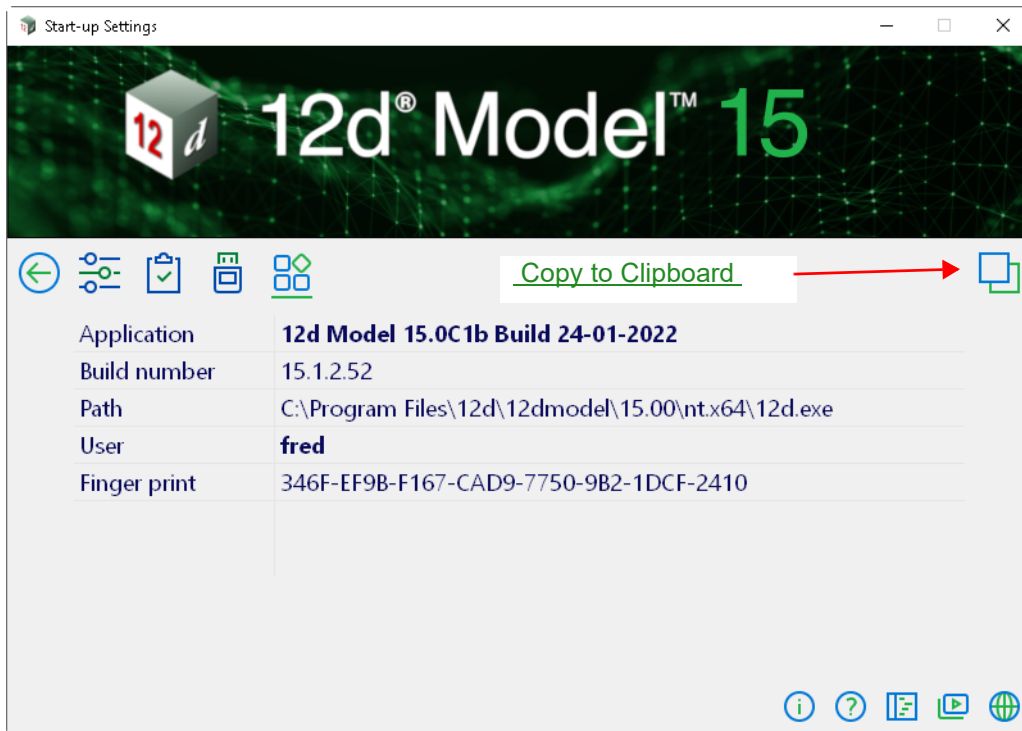 Start-up Settings
12 d 12d® Model™ 15
Copy to Clipboard
Application 12d Model 15.0C1b Build 24-01-2022
Build number 15.1.2.52
Path C:\Program Files\12d\12dmodel\15.00\nt.x64\12d.exe
User fred
Finger print 346F-EF9B-F167-CAD9-7750-9B2-1DCF-2410